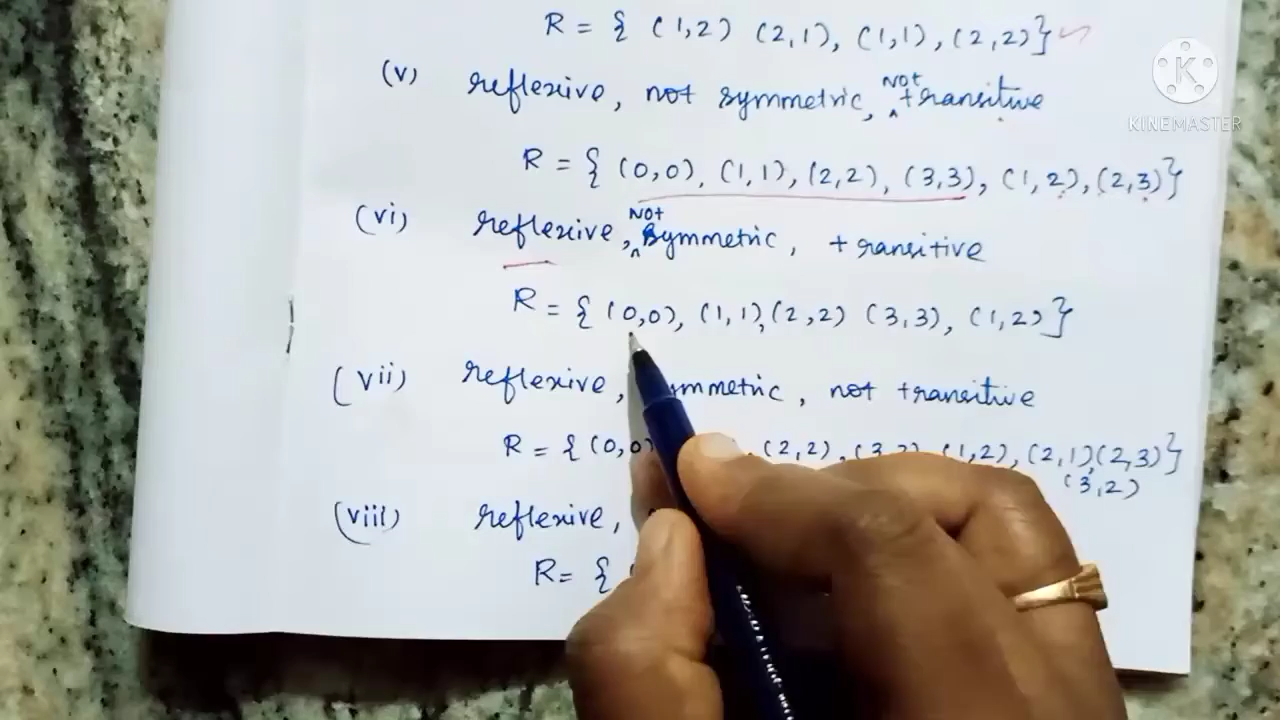 R = { (1,2) (2,1), (1,1), (2,2)}
(v) reflexive, not symmetric, Not transitive
R = { (0,0), (1,1), (2,2), (3,3), (1,2), (2,3)}
(vi) reflexive, Not symmetric, transitive
R = { (0,0), (1,1), (2,2) (3,3), (1,2)}
(vii) reflexive, mmetric, not transitive
R = { (0,0) , (2,2), (1,2), (2,1), (2,3)}
(3,2)
(viii) reflexive,
R = {
K
KINEMASTER